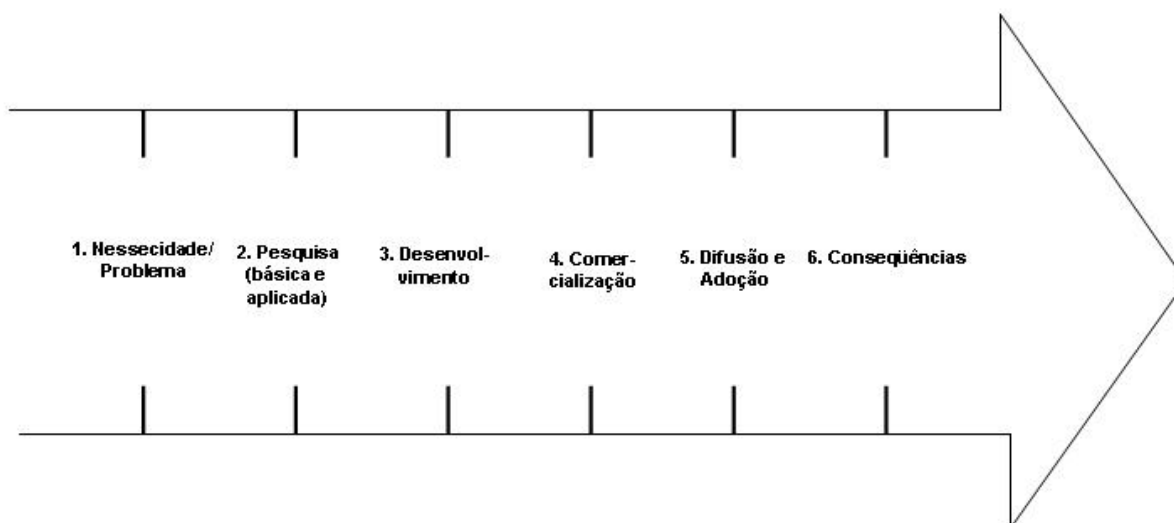 1. Nessecidade/
Problema
2. Pesquisa
(básica e
aplicada)
3. Desenvol-
vimento
4. Comer-
cialização
5. Difusão e
Adoção
6. Conseqüências